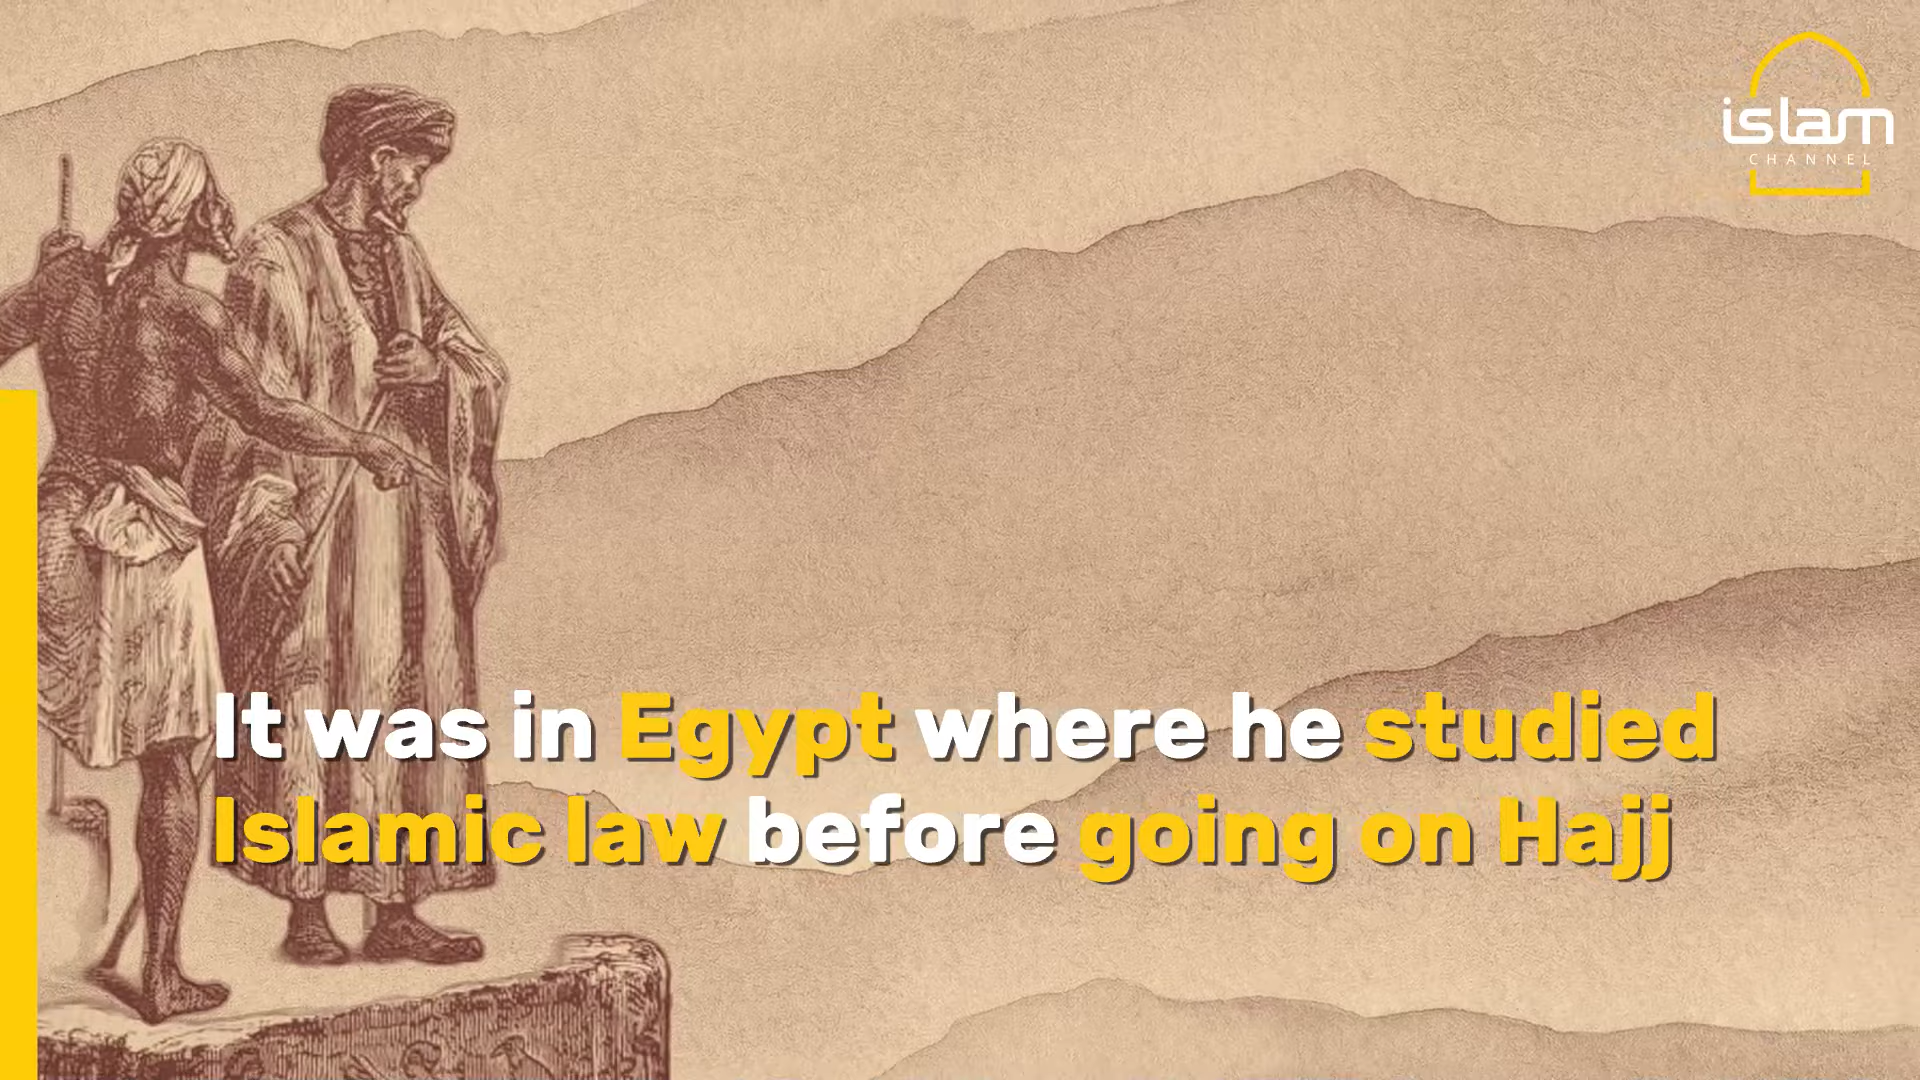 islam
CHANNEL
It was in Egypt where he studied
Islamic law before going on Hajj